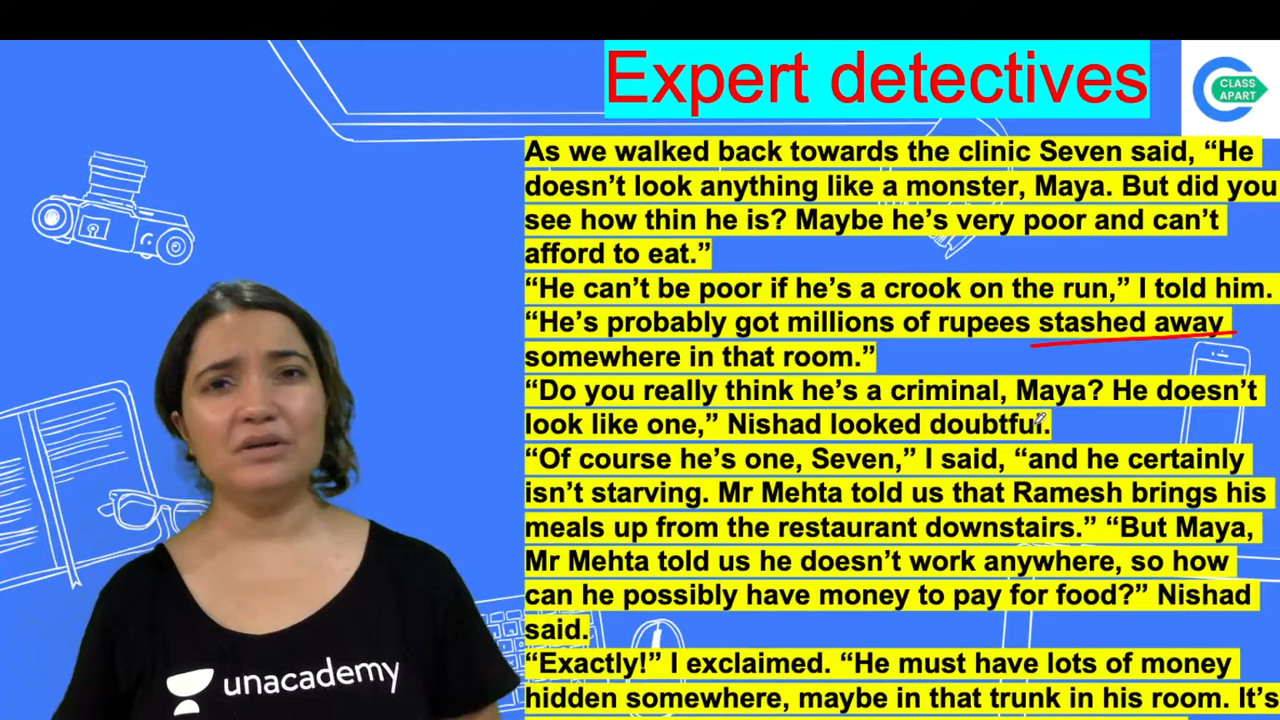 Expert detectives
CLASS
APART
As we walked back towards the clinic Seven said, “He
doesn’t look anything like a monster, Maya. But did you
see how thin he is? Maybe he’s very poor and can’t
afford to eat.”
“He can’t be poor if he’s a crook on the run,” I told him.
“He’s probably got millions of rupees stashed away
somewhere in that room.”
“Do you really think he’s a criminal, Maya? He doesn’t
look like one,” Nishad looked doubtful.
“Of course he’s one, Seven,” I said, “and he certainly
isn’t starving. Mr Mehta told us that Ramesh brings his
meals up from the restaurant downstairs.” “But Maya,
Mr Mehta told us he doesn’t work anywhere, so how
can he possibly have money to pay for food?” Nishad
said.
“Exactly!” I exclaimed. “He must have lots of money
hidden somewhere, maybe in that trunk in his room. It’s
unacademy